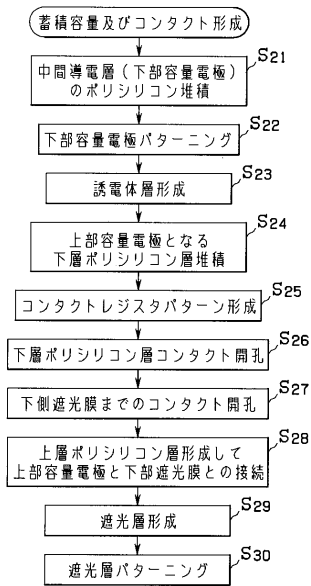 蓄積容量及びコンタクト形成
S21
中間導電層(下部容量電極)
のポリシリコン堆積
S22
下部容量電極パターニング
S23
誘電体層形成
S24
上部容量電極となる
下層ポリシリコン層堆積
S25
コンタクトレジスタパターン形成
S26
下層ポリシリコン層コンタクト開孔
S27
下側遮光膜までのコンタクト開孔
S28
上層ポリシリコン層形成して
上部容量電極と下部遮光膜との接続
S29
遮光層形成
S30
遮光層パターニング